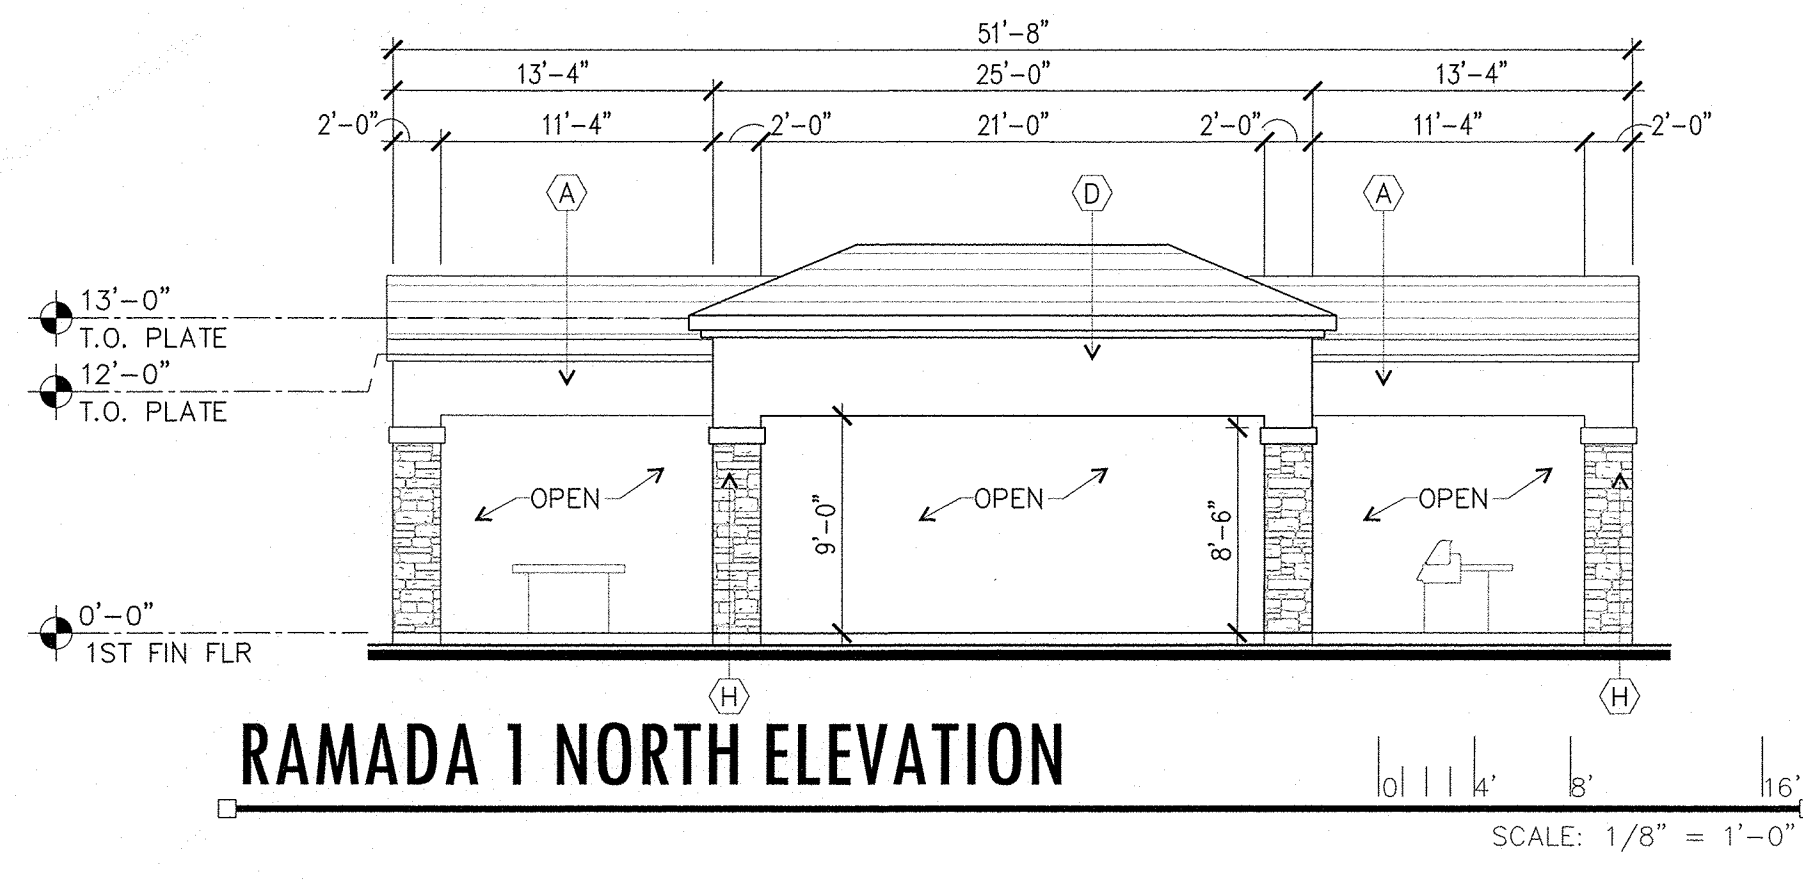 51'-8"
13'-4" 25'-0" 13'-4"
2'-0" 11'-4" 2'-0" 21'-0" 2'-0" 11'-4" 2'-0"
A D A
13'-0"
T.O. PLATE
12'-0"
T.O. PLATE
OPEN OPEN OPEN
9'-0" 8'-6"
0'-0"
1ST FIN FLR
H H
RAMADA 1 NORTH ELEVATION
0 4' 8' 16'
SCALE: 1/8" = 1'-0"